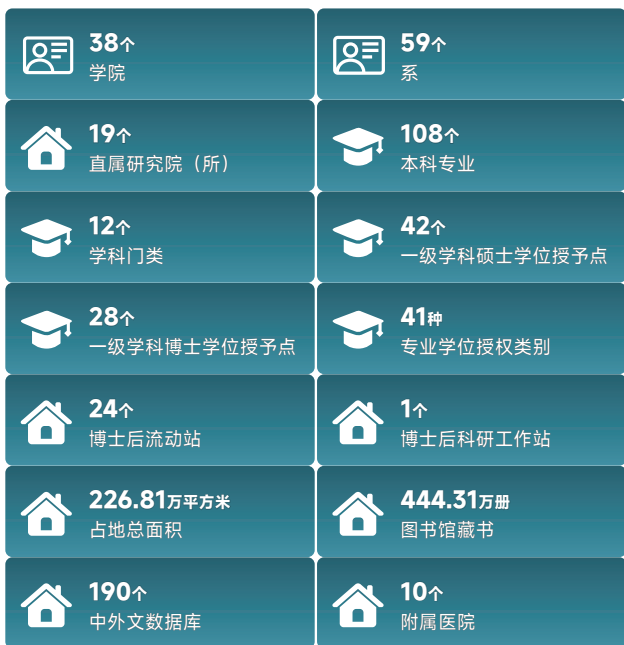 38个
学院
59个
系
19个
直属研究院（所）
108个
本科专业
12个
学科门类
42个
一级学科硕士学位授予点
28个
一级学科博士学位授予点
41种
专业学位授权类别
24个
博士后流动站
1个
博士后科研工作站
226.81万平方米
占地总面积
444.31万册
图书馆藏书
190个
中外文数据库
10个
附属医院